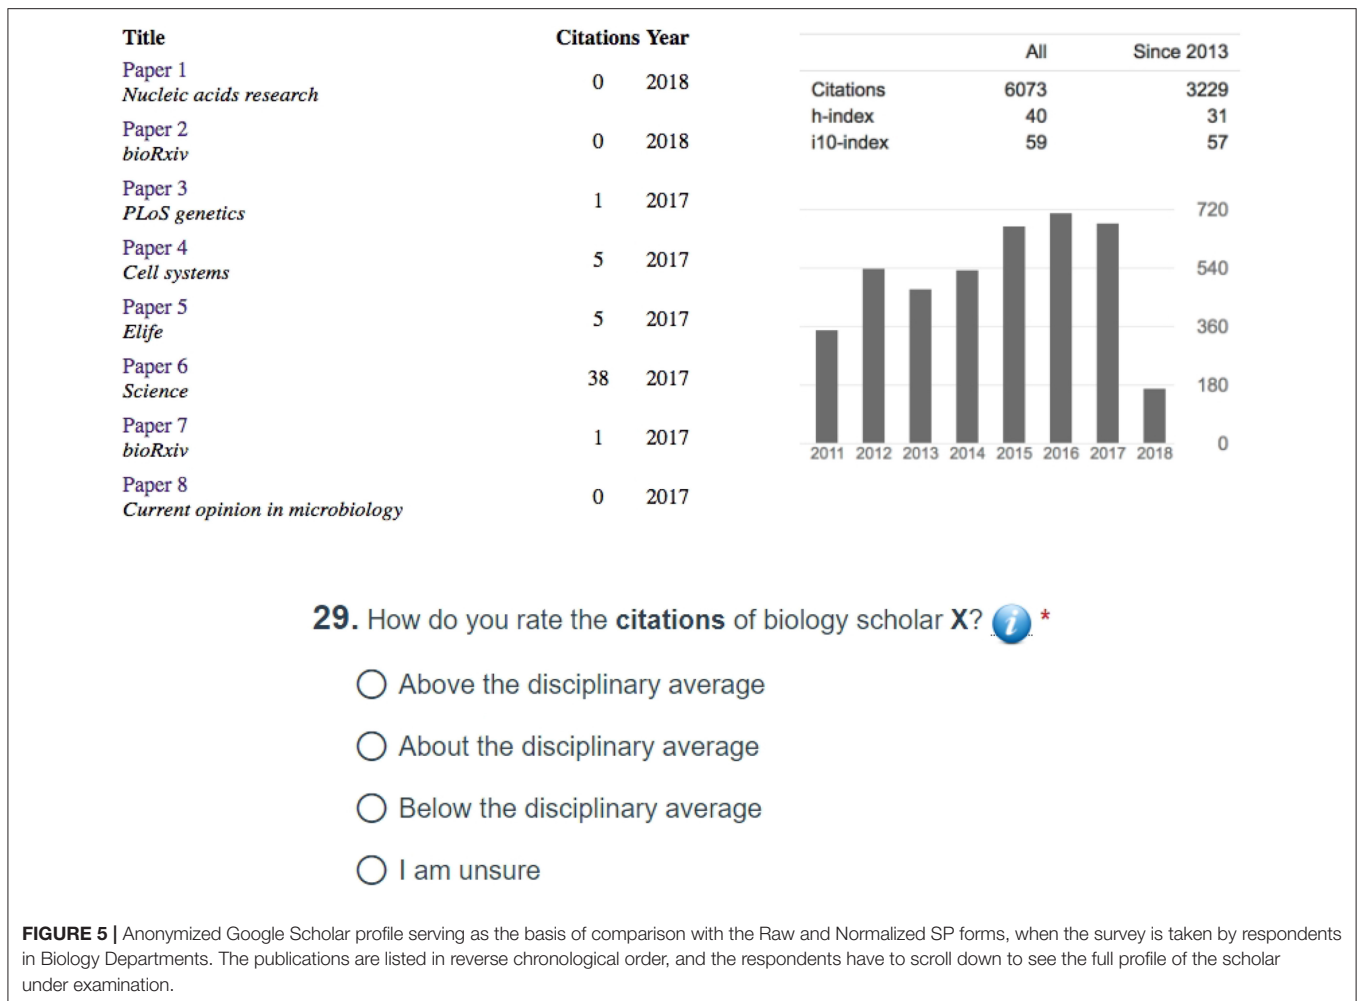 Title Citations Year
Paper 1
Nucleic acids research 0 2018
Paper 2
bioRxiv 0 2018
Paper 3
PLoS genetics 1 2017
Paper 4
Cell systems 5 2017
Paper 5
Elife 5 2017
Paper 6
Science 38 2017
Paper 7
bioRxiv 1 2017
Paper 8
Current opinion in microbiology 0 2017
All Since 2013
Citations 6073 3229
h-index 40 31
i10-index 59 57
720
540
360
180
0
2011 2012 2013 2014 2015 2016 2017 2018
29. How do you rate the citations of biology scholar X? i *
Above the disciplinary average
About the disciplinary average
Below the disciplinary average
I am unsure
FIGURE 5 | Anonymized Google Scholar profile serving as the basis of comparison with the Raw and Normalized SP forms, when the survey is taken by respondents
in Biology Departments. The publications are listed in reverse chronological order, and the respondents have to scroll down to see the full profile of the scholar
under examination.